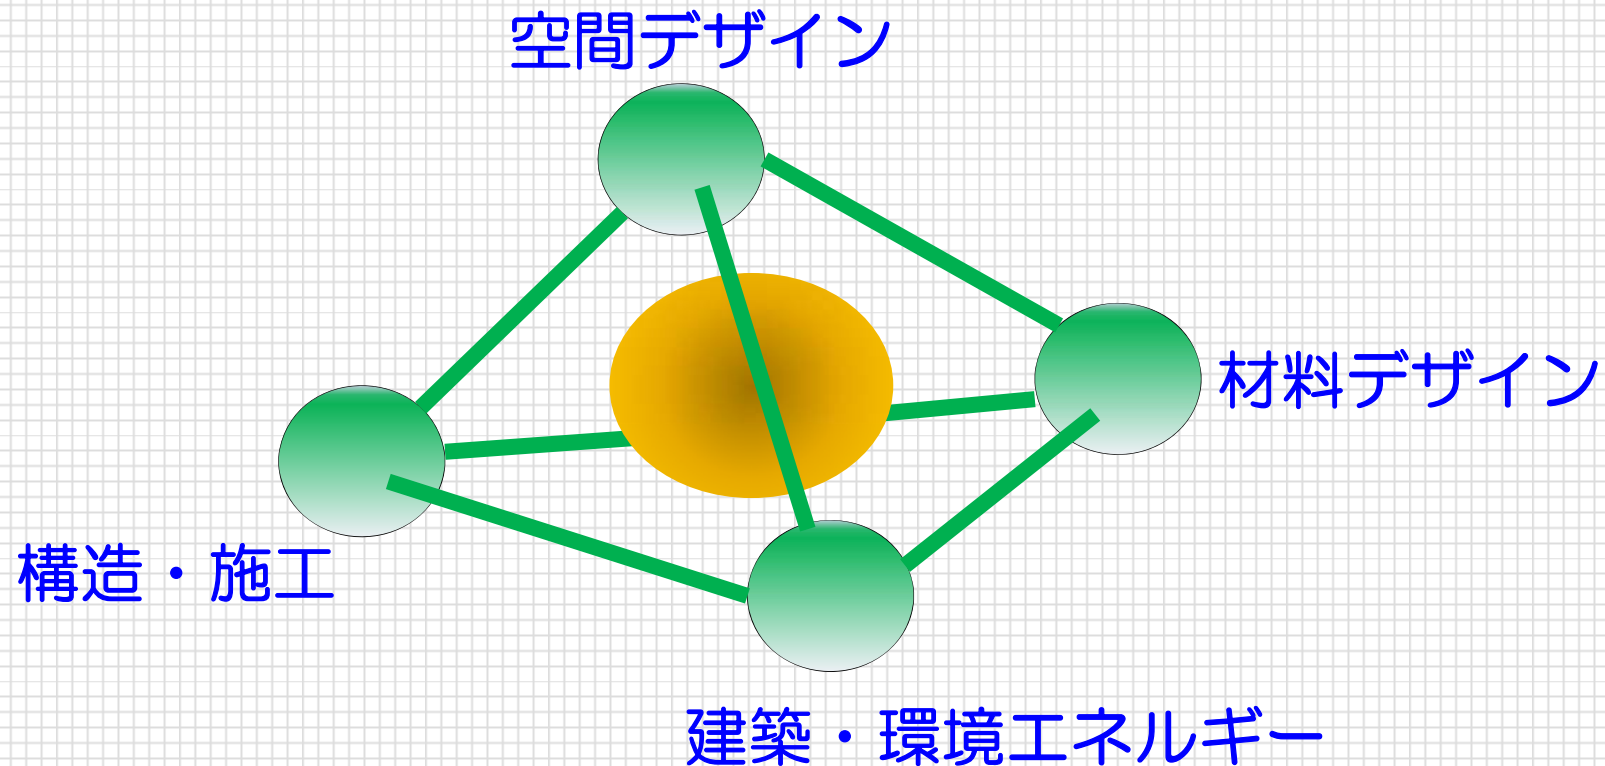 空間デザイン
材料デザイン
構造・施工
建築・環境エネルギー